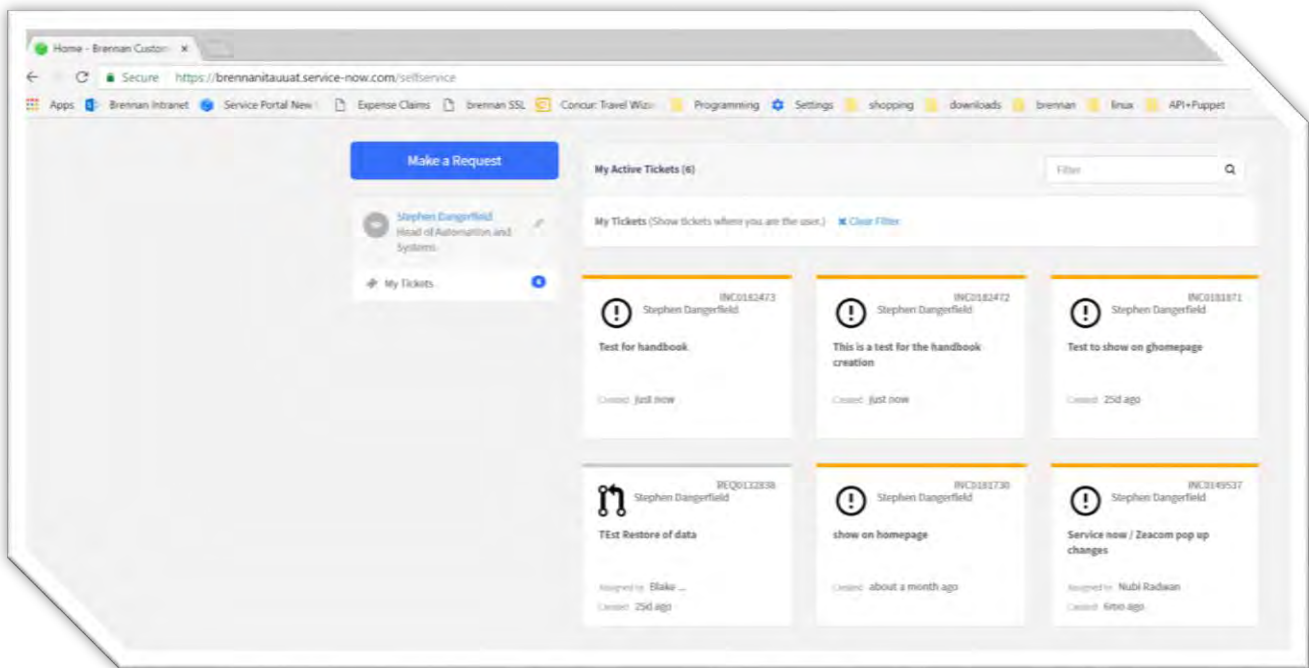 Home - Brennan Custom
Secure https://brennanitauuat.service-now.com/selfservice
Apps Brennan Intranet Service Portal New Expense Claims brennan SSL Concur: Travel Wiz Programming Settings shopping downloads brennan linux API+Puppet
Make a Request
Stephen Dangerfield
Head of Automation and
Systems
My Tickets 6
My Active Tickets (6)
Filter
My Tickets (Show tickets where you are the user.) Clear Filter
INC0182473
Stephen Dangerfield
Test for handbook
Created just now
INC0182472
Stephen Dangerfield
This is a test for the handbook
creation
Created just now
INC0181871
Stephen Dangerfield
Test to show on ghomepage
Created 25d ago
REQ0132838
Stephen Dangerfield
TEst Restore of data
Assigned to Blake ...
Created 25d ago
INC0181730
Stephen Dangerfield
show on homepage
Created about a month ago
INC0149537
Stephen Dangerfield
Service now / Zeacom pop up
changes
Assigned to Nubi Radwan
Created 6mo ago